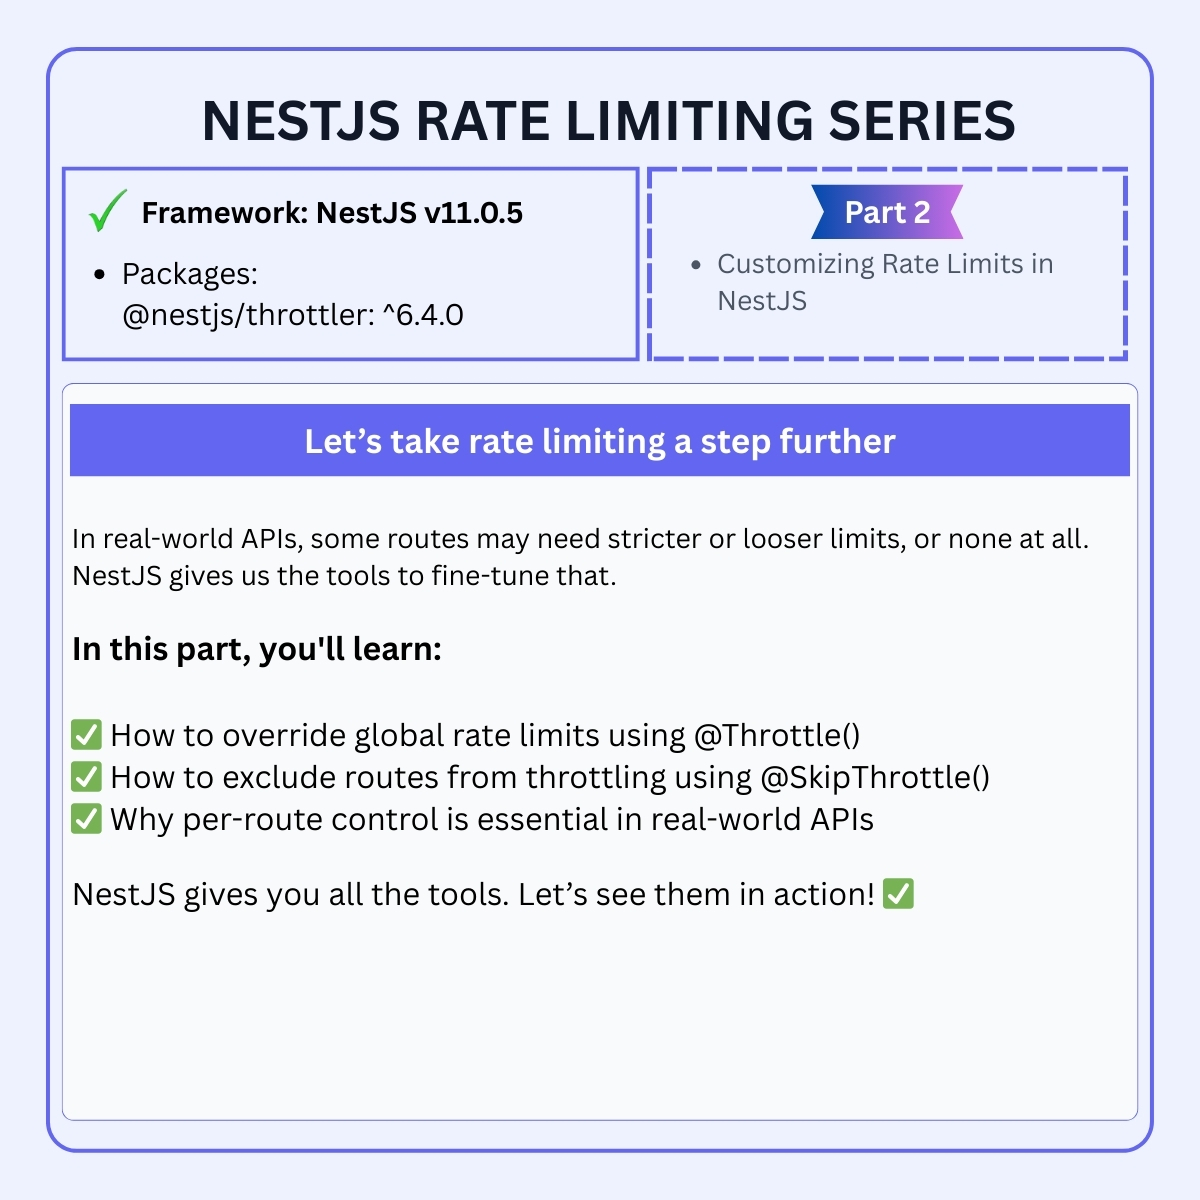 NESTJS RATE LIMITING SERIES
Framework: NestJS v11.0.5
• Packages:
@nestjs/throttler: ^6.4.0
Part 2
• Customizing Rate Limits in
NestJS
Let’s take rate limiting a step further
In real-world APIs, some routes may need stricter or looser limits, or none at all.
NestJS gives us the tools to fine-tune that.
In this part, you'll learn:
✅ How to override global rate limits using @Throttle()
✅ How to exclude routes from throttling using @SkipThrottle()
✅ Why per-route control is essential in real-world APIs
NestJS gives you all the tools. Let’s see them in action! ✅